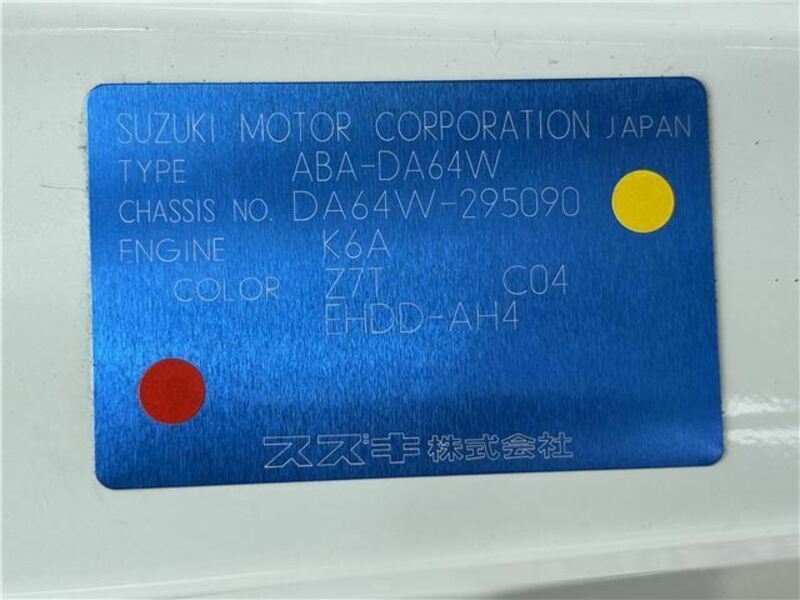 SUZUKI MOTOR CORPORATION JAPAN
TYPE ABA-DA64W
CHASSIS NO. DA64W-295090
ENGINE K6A
COLOR Z7T C04
EHDD-AH4
スズキ株式会社